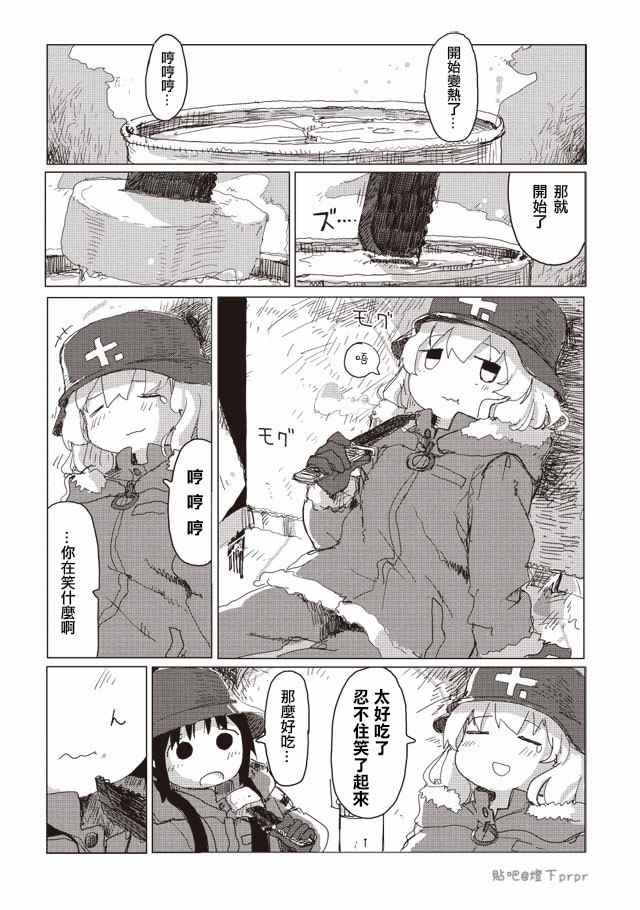 開始變熱了…
哼哼哼…
那就
開始了
ズ……
モグ
唔
モグ
哼哼哼
…你在笑什麼啊
太好吃了
忍不住笑了起來
那麼好吃…
ん
貼吧@燈下prpr